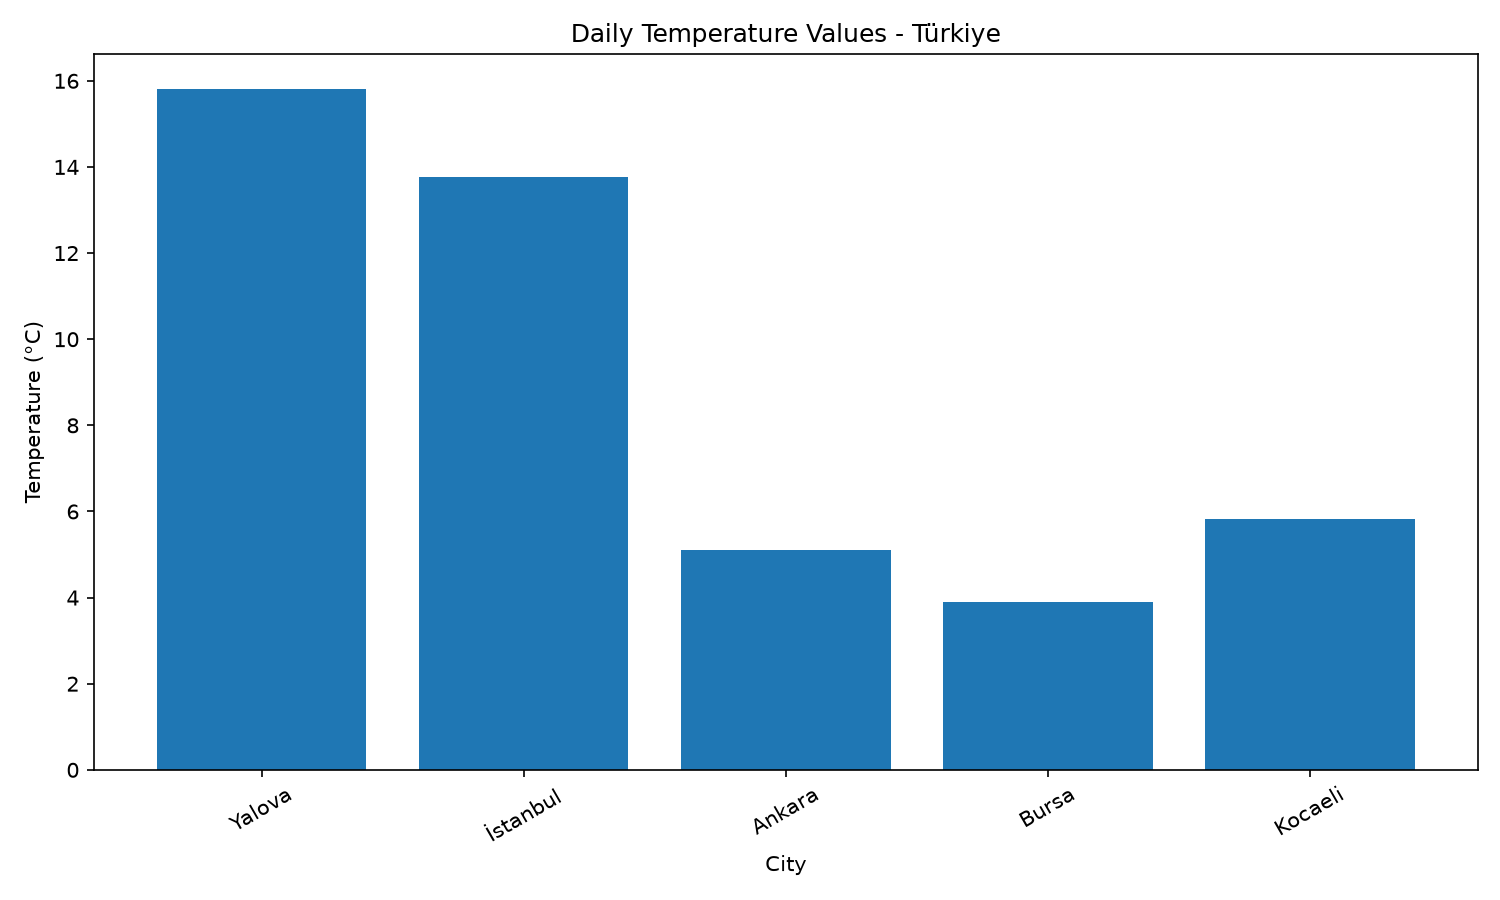 Daily Temperature Values - Türkiye
Temperature (°C)
16
14
12
10
8
6
4
2
0
Yalova
İstanbul
Ankara
Bursa
Kocaeli
City